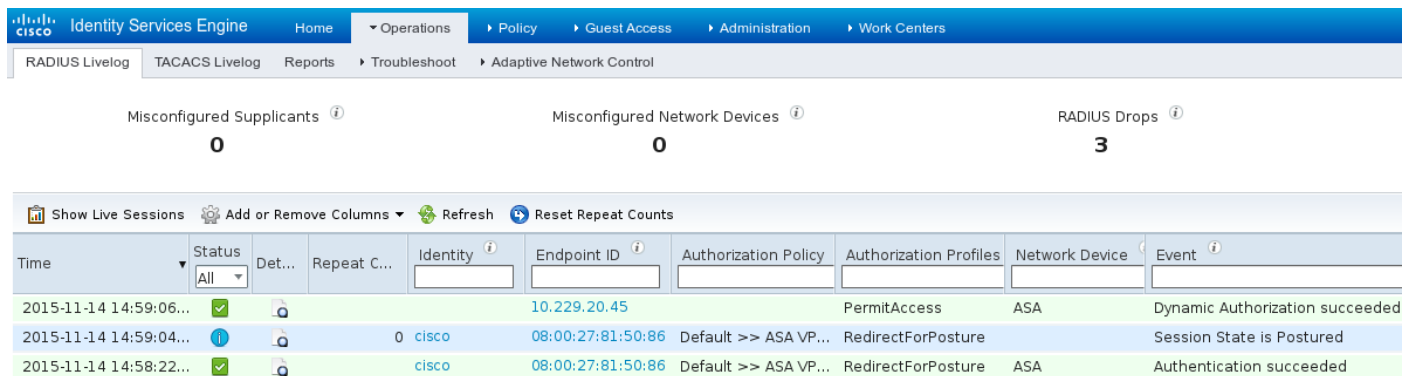 CISCO Identity Services Engine Home Operations Policy Guest Access Administration Work Centers
RADIUS Livelog TACACS Livelog Reports Troubleshoot Adaptive Network Control
Misconfigured Supplicants Misconfigured Network Devices RADIUS Drops
0 0 3
Show Live Sessions Add or Remove Columns Refresh Reset Repeat Counts
Time Status Det... Repeat C... Identity Endpoint ID Authorization Policy Authorization Profiles Network Device Event
All
2015-11-14 14:59:06... 10.229.20.45 PermitAccess ASA Dynamic Authorization succeeded
2015-11-14 14:59:04... 0 cisco 08:00:27:81:50:86 Default >> ASA VP... RedirectForPosture Session State is Postured
2015-11-14 14:58:22... cisco 08:00:27:81:50:86 Default >> ASA VP... RedirectForPosture ASA Authentication succeeded